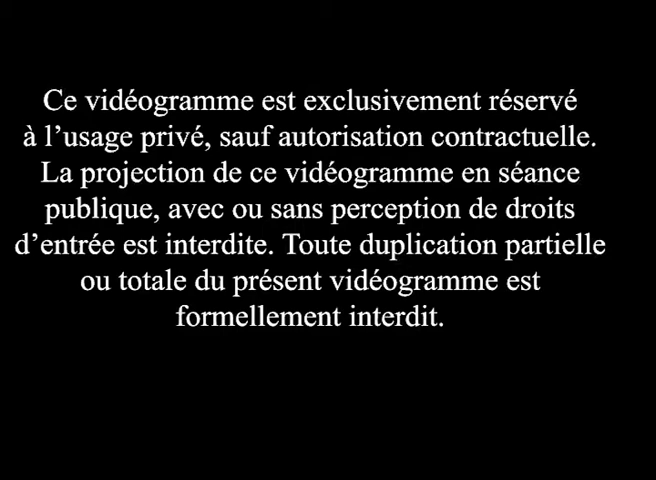 Ce vidéogramme est exclusivement réservé
à l’usage privé, sauf autorisation contractuelle.
La projection de ce vidéogramme en séance
publique, avec ou sans perception de droits
d’entrée est interdite. Toute duplication partielle
ou totale du présent vidéogramme est
formellement interdit.